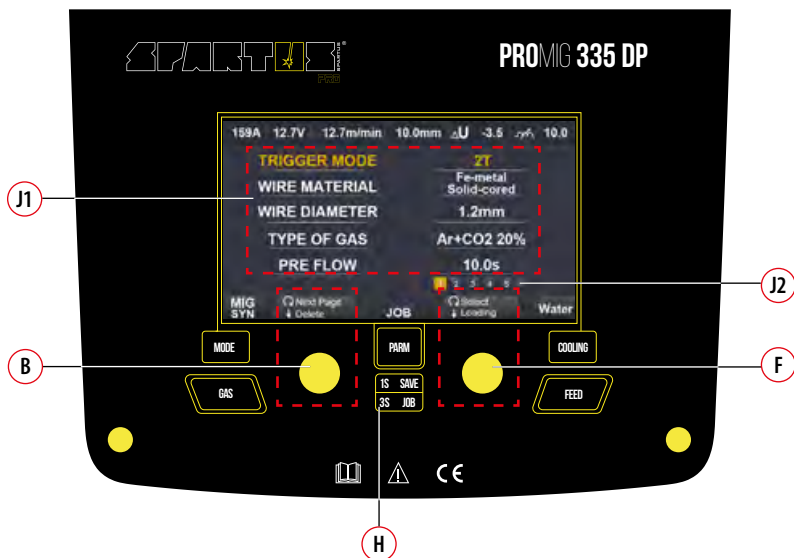 SPARTUS®
SPARTUS
PRO
PROMIG 335 DP
159A 12.7V 12.7m/min 10.0mm △U -3.5 10.0
TRIGGER MODE 2T
WIRE MATERIAL Fe-metal
Solid-cored
WIRE DIAMETER 1.2mm
TYPE OF GAS Ar+CO2 20%
PRE FLOW 10.0s
1 2 3 4 5
MIG
SYN
Next Page
Delete
JOB
Select
Loading
Water
MODE
PARM
COOLING
GAS
1S SAVE
3S JOB
FEED
CE
J1
J2
B
F
H